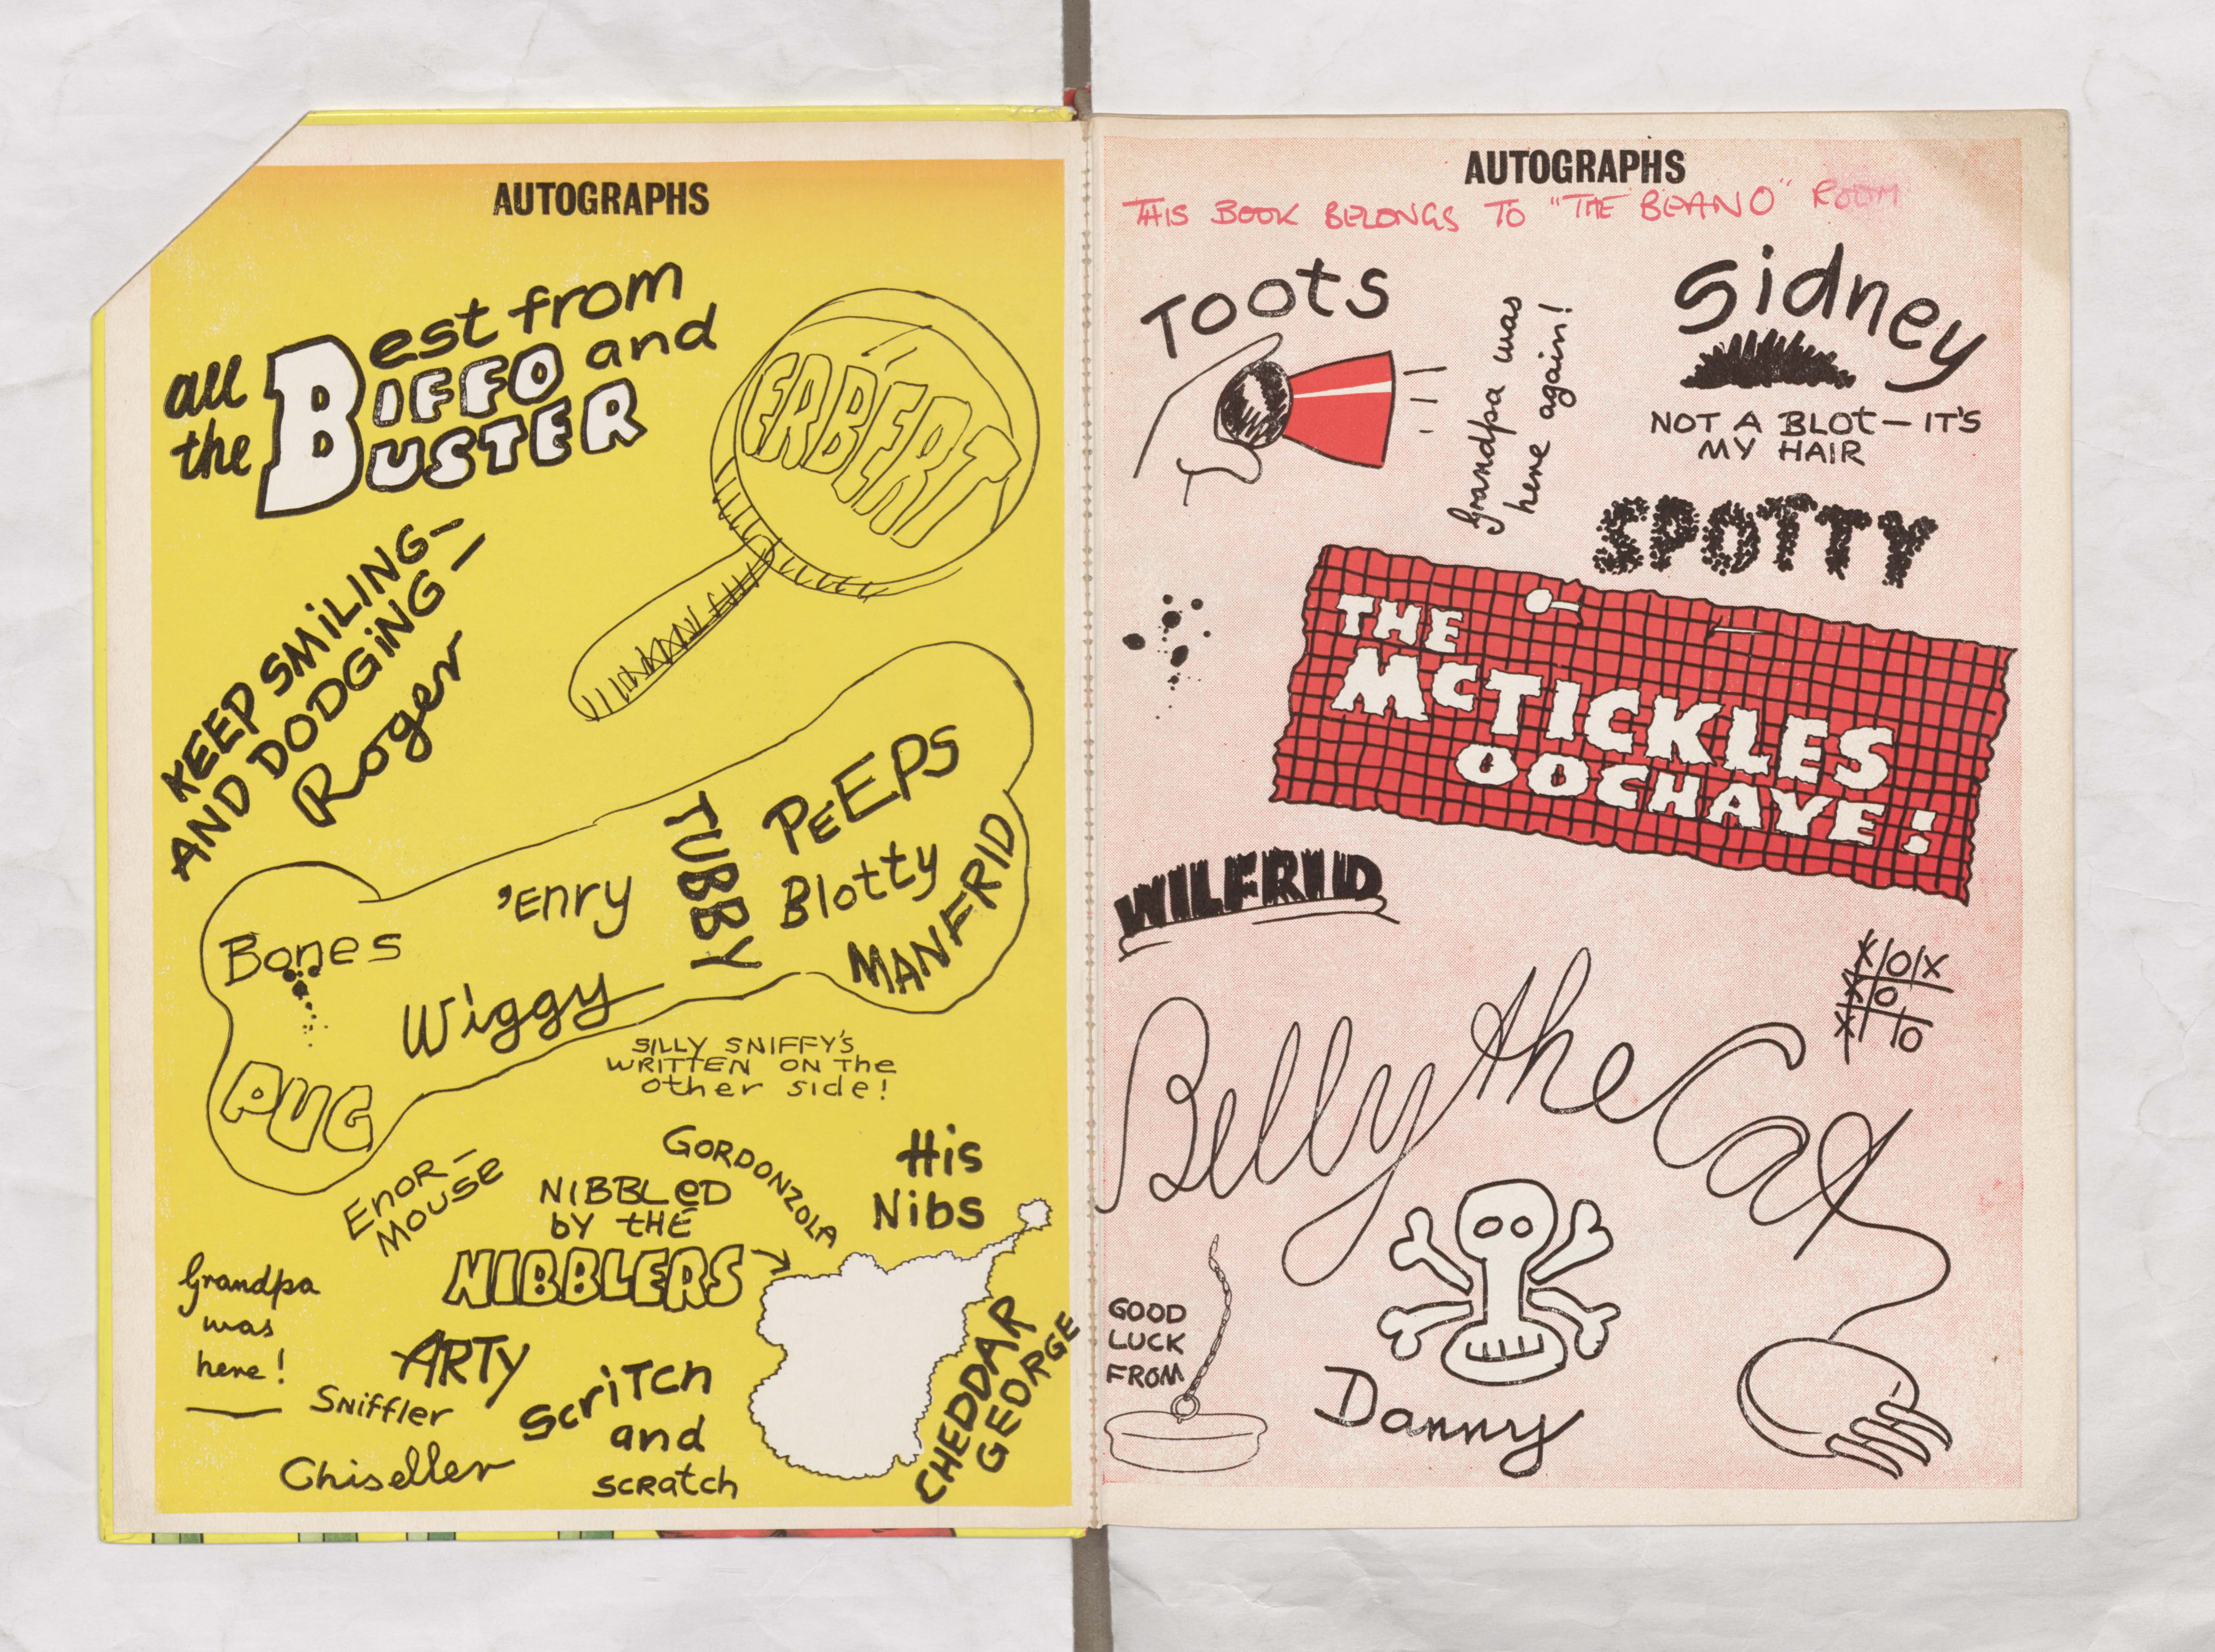 AUTOGRAPHS
all the Best from
BIFFO and
BUSTER
ERBERT
KEEP SMiLiNG—
AND DODGiNG—
Roger
PEEPS
TUBBY
'Enry
Blotty
MANFRID
Bones
Wiggy
PUG
SILLY SNIFFY'S
WRITTEN ON The
other side!
ENOR-
MOUSE
NIBBLeD
bY tHE
NIBBLERS
GORDONZOLA
His
Nibs
Grandpa
was
here!
ARTy
Sniffler
Chiseller
ScriTch
and
scRatch
CHEDDAR
GEORGE
AUTOGRAPHS
THIS BOOK BELONGS TO "THE BEANO" ROOM
Toots
Grandpa was
here again!
Sidney
NOT A BLOt — IT'S
MY HAIR
SPOTTY
THE
McTICKLES
OOCHAYE!
WILFRID
X O X
X O
X O
Billy the Cat
GOOD
LUCK
FROM
Danny